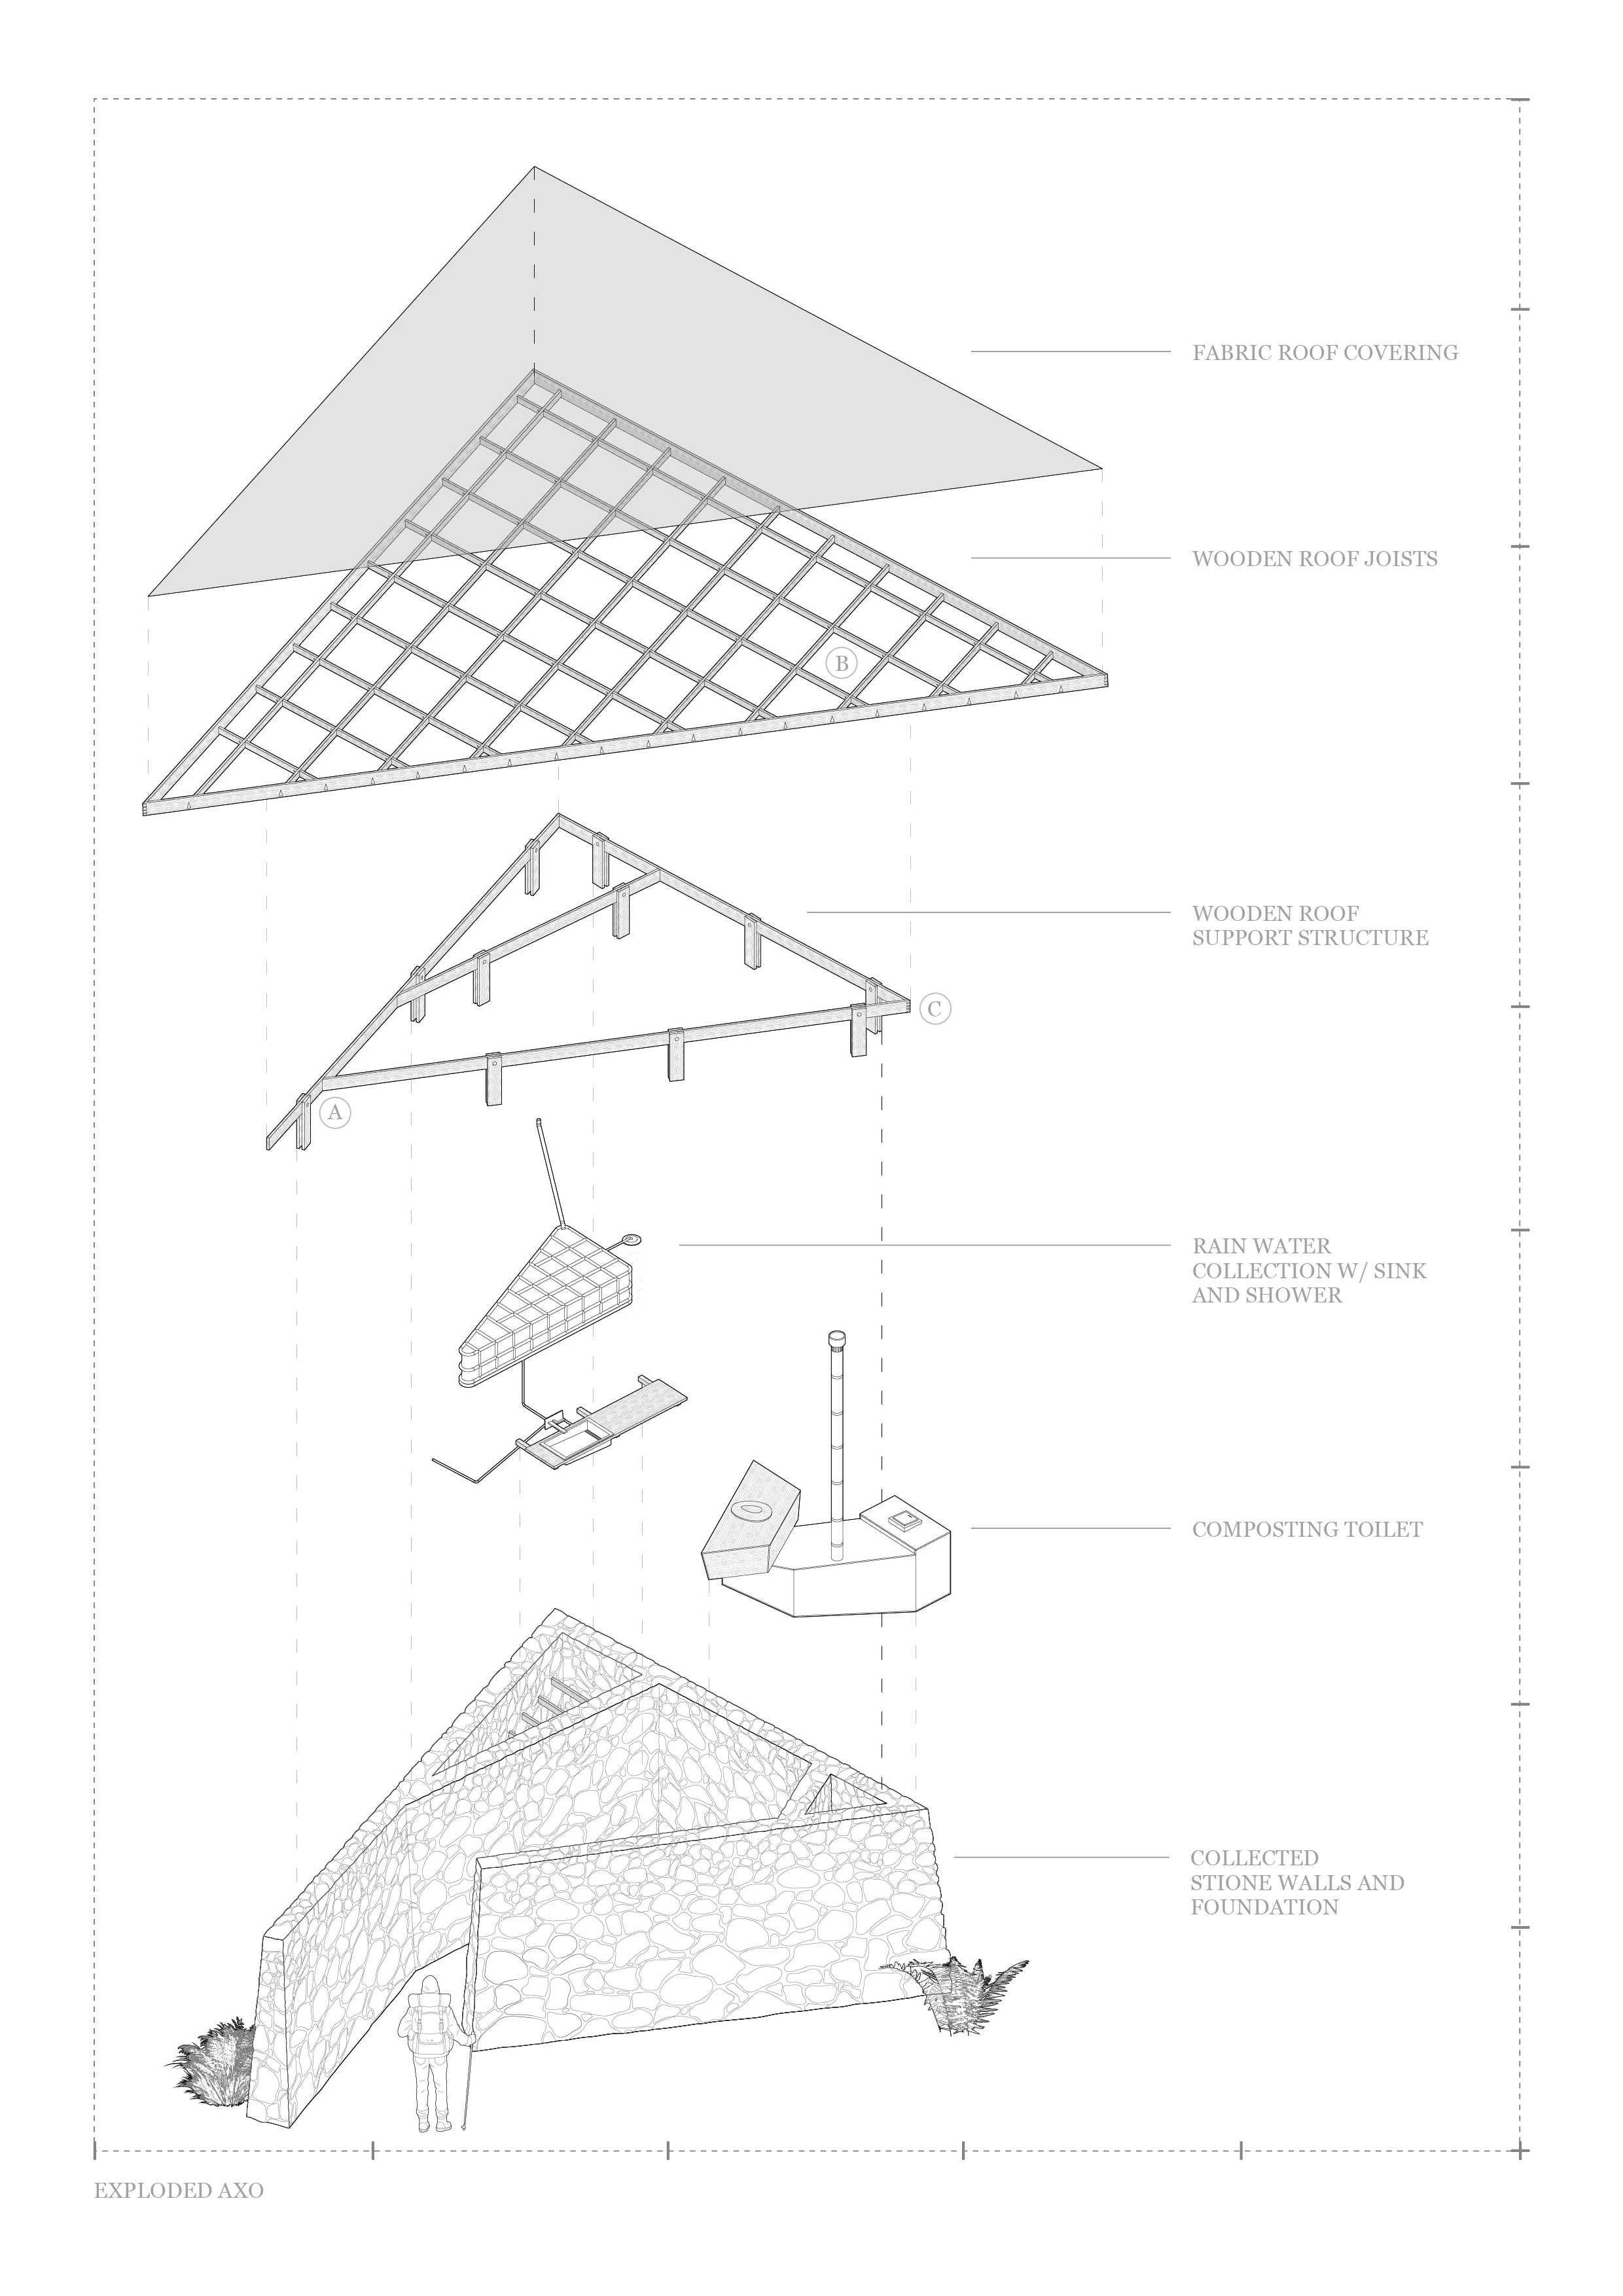 FABRIC ROOF COVERING
WOODEN ROOF JOISTS
B
WOODEN ROOF
SUPPORT STRUCTURE
C
A
RAIN WATER
COLLECTION W/ SINK
AND SHOWER
COMPOSTING TOILET
COLLECTED
STIONE WALLS AND
FOUNDATION
EXPLODED AXO